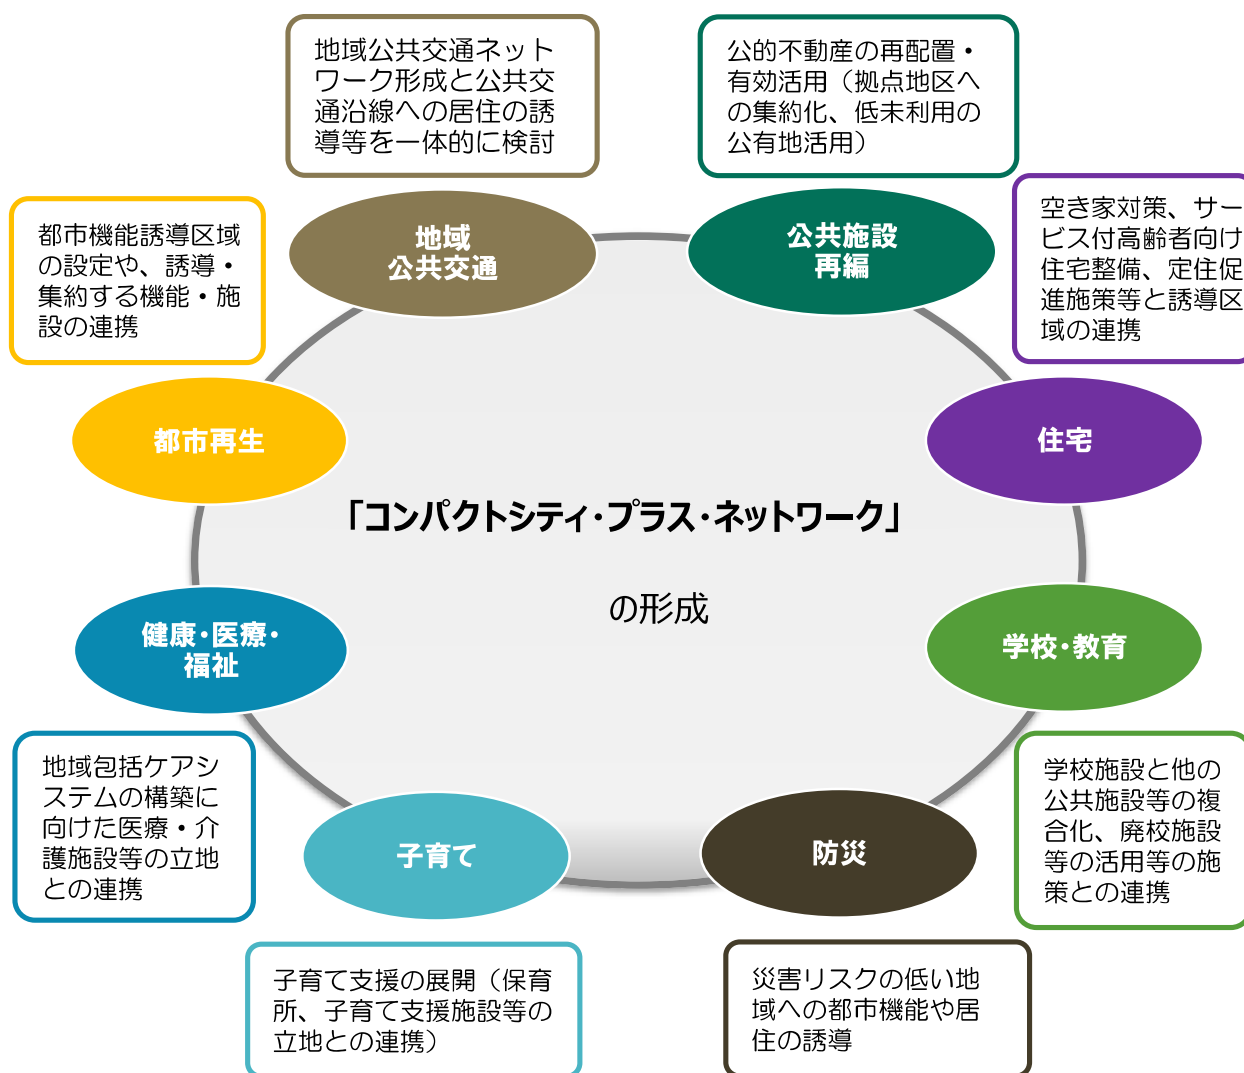 地域公共交通ネット
ワーク形成と公共交
通沿線への居住の誘
導等を一体的に検討
公的不動産の再配置・
有効活用（拠点地区へ
の集約化、低未利用の
公有地活用）
都市機能誘導区域
の設定や、誘導・
集約する機能・施
設の連携
地域
公共交通
公共施設
再編
空き家対策、サー
ビス付高齢者向け
住宅整備、定住促
進施策等と誘導区
域の連携
都市再生
住宅
「コンパクトシティ・プラス・ネットワーク」
の形成
健康・医療・
福祉
学校・教育
地域包括ケアシ
ステムの構築に
向けた医療・介
護施設等の立地
との連携
子育て
防災
学校施設と他の
公共施設等の複
合化、廃校施設
等の活用等の施
策との連携
子育て支援の展開（保育
所、子育て支援施設等の
立地との連携）
災害リスクの低い地
域への都市機能や居
住の誘導